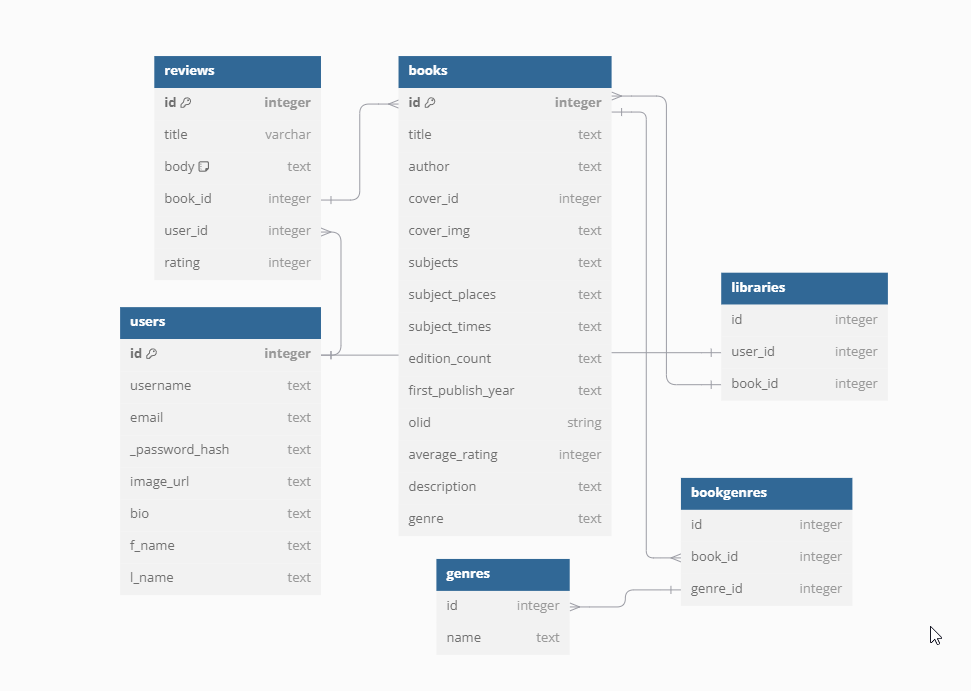 reviews
id integer
title varchar
body text
book_id integer
user_id integer
rating integer
users
id integer
username text
email text
_password_hash text
image_url text
bio text
f_name text
l_name text
books
id integer
title text
author text
cover_id integer
cover_img text
subjects text
subject_places text
subject_times text
edition_count text
first_publish_year text
olid string
average_rating integer
description text
genre text
genres
id integer
name text
libraries
id integer
user_id integer
book_id integer
bookgenres
id integer
book_id integer
genre_id integer